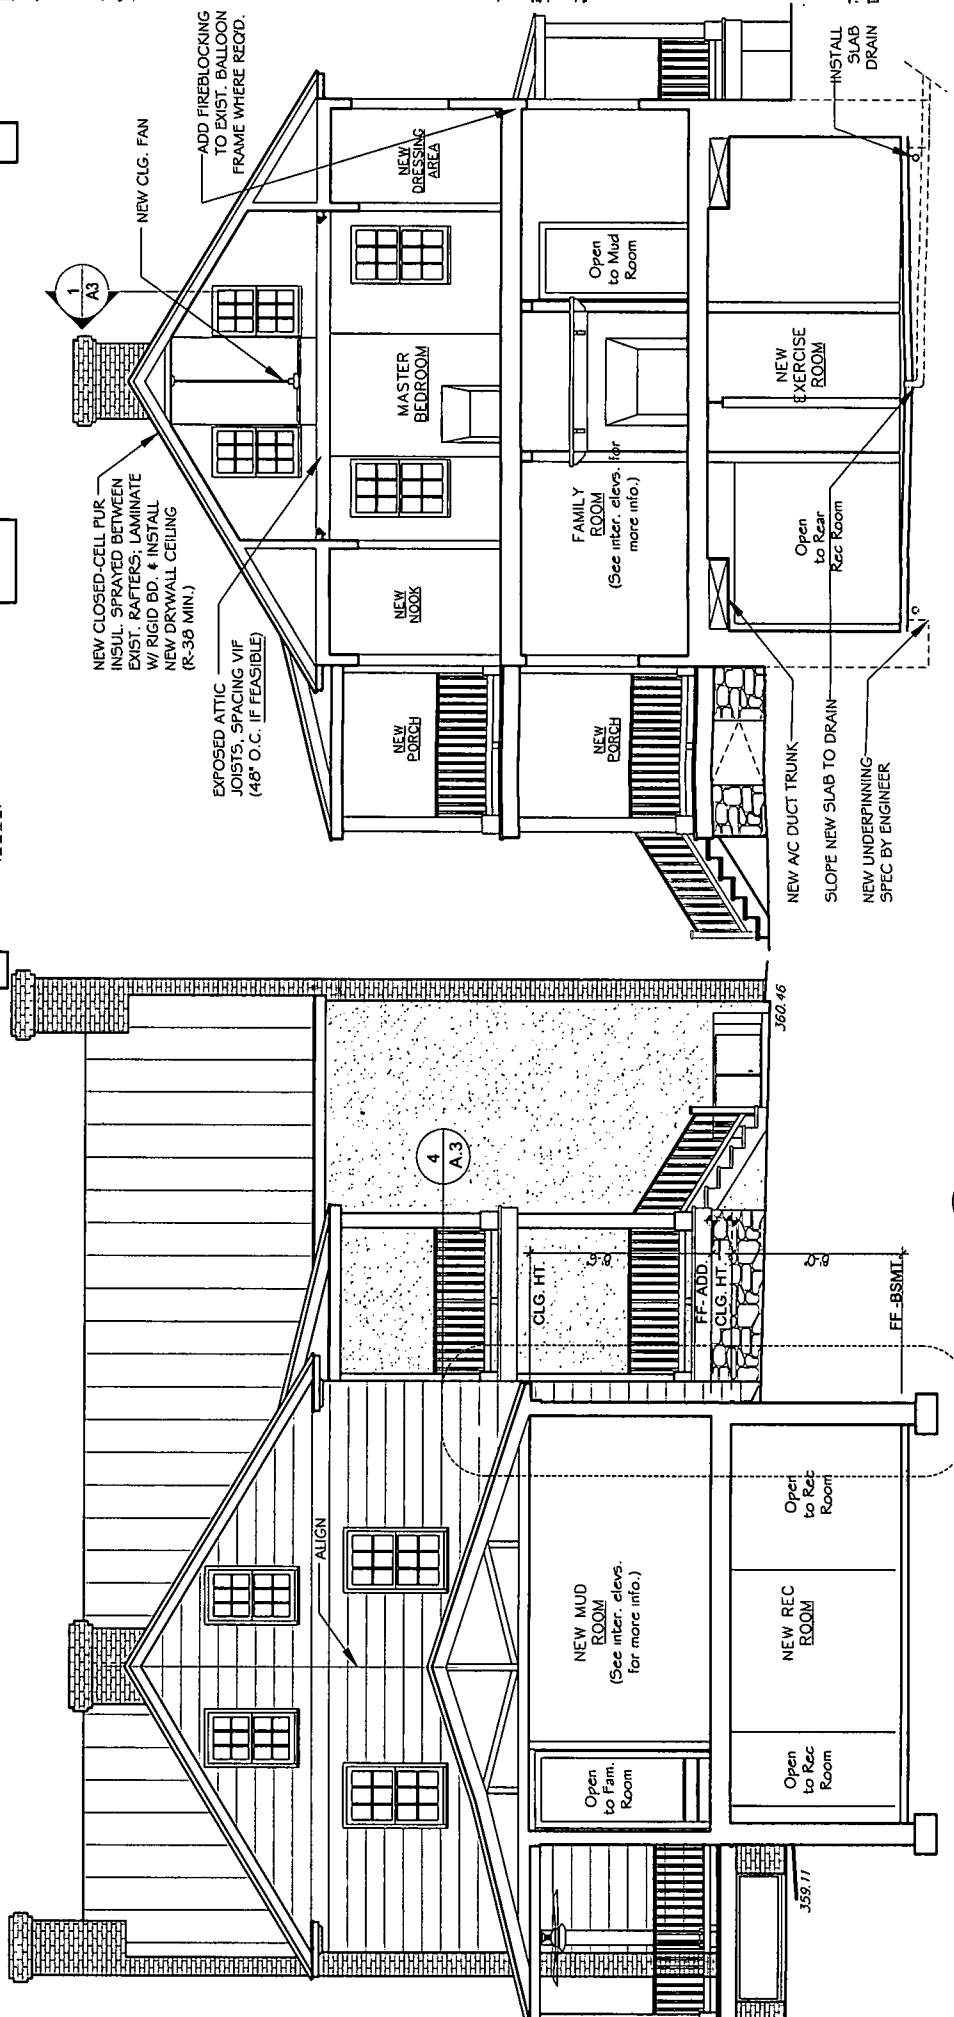 1
A3
NEW CLG. FAN
ADD FIREBLOCKING
TO EXIST. BALLOON
FRAME WHERE REQ'D.
NEW CLOSED-CELL PUR
INSUL. SPRAYED BETWEEN
EXIST. RAFTERS; LAMINATE
W/ RIGID BD. & INSTALL
NEW DRYWALL CEILING
(R-38 MIN.)
EXPOSED ATTIC
JOISTS, SPACING VIF
(48" O.C. IF FEASIBLE)
NEW
PORCH
NEW
NOOK
MASTER
BEDROOM
NEW
DRESSING
AREA
NEW
PORCH
FAMILY
ROOM
(See inter. elevs. for
more info.)
Open
to Mud
Room
Open
to Rear
Rec Room
NEW
EXERCISE
ROOM
INSTALL
SLAB
DRAIN
NEW A/C DUCT TRUNK
SLOPE NEW SLAB TO DRAIN
NEW UNDERPINNING
SPEC BY ENGINEER
ALIGN
4
A.3
CLG. HT.
FF- ADD.
CLG. HT.
FF -BSMT.
360.46
Open
to Fam.
Room
NEW MUD
ROOM
(See inter. elevs.
for more info.)
Open
to Rec
Room
NEW REC
ROOM
Open
to Rec
Room
359.11